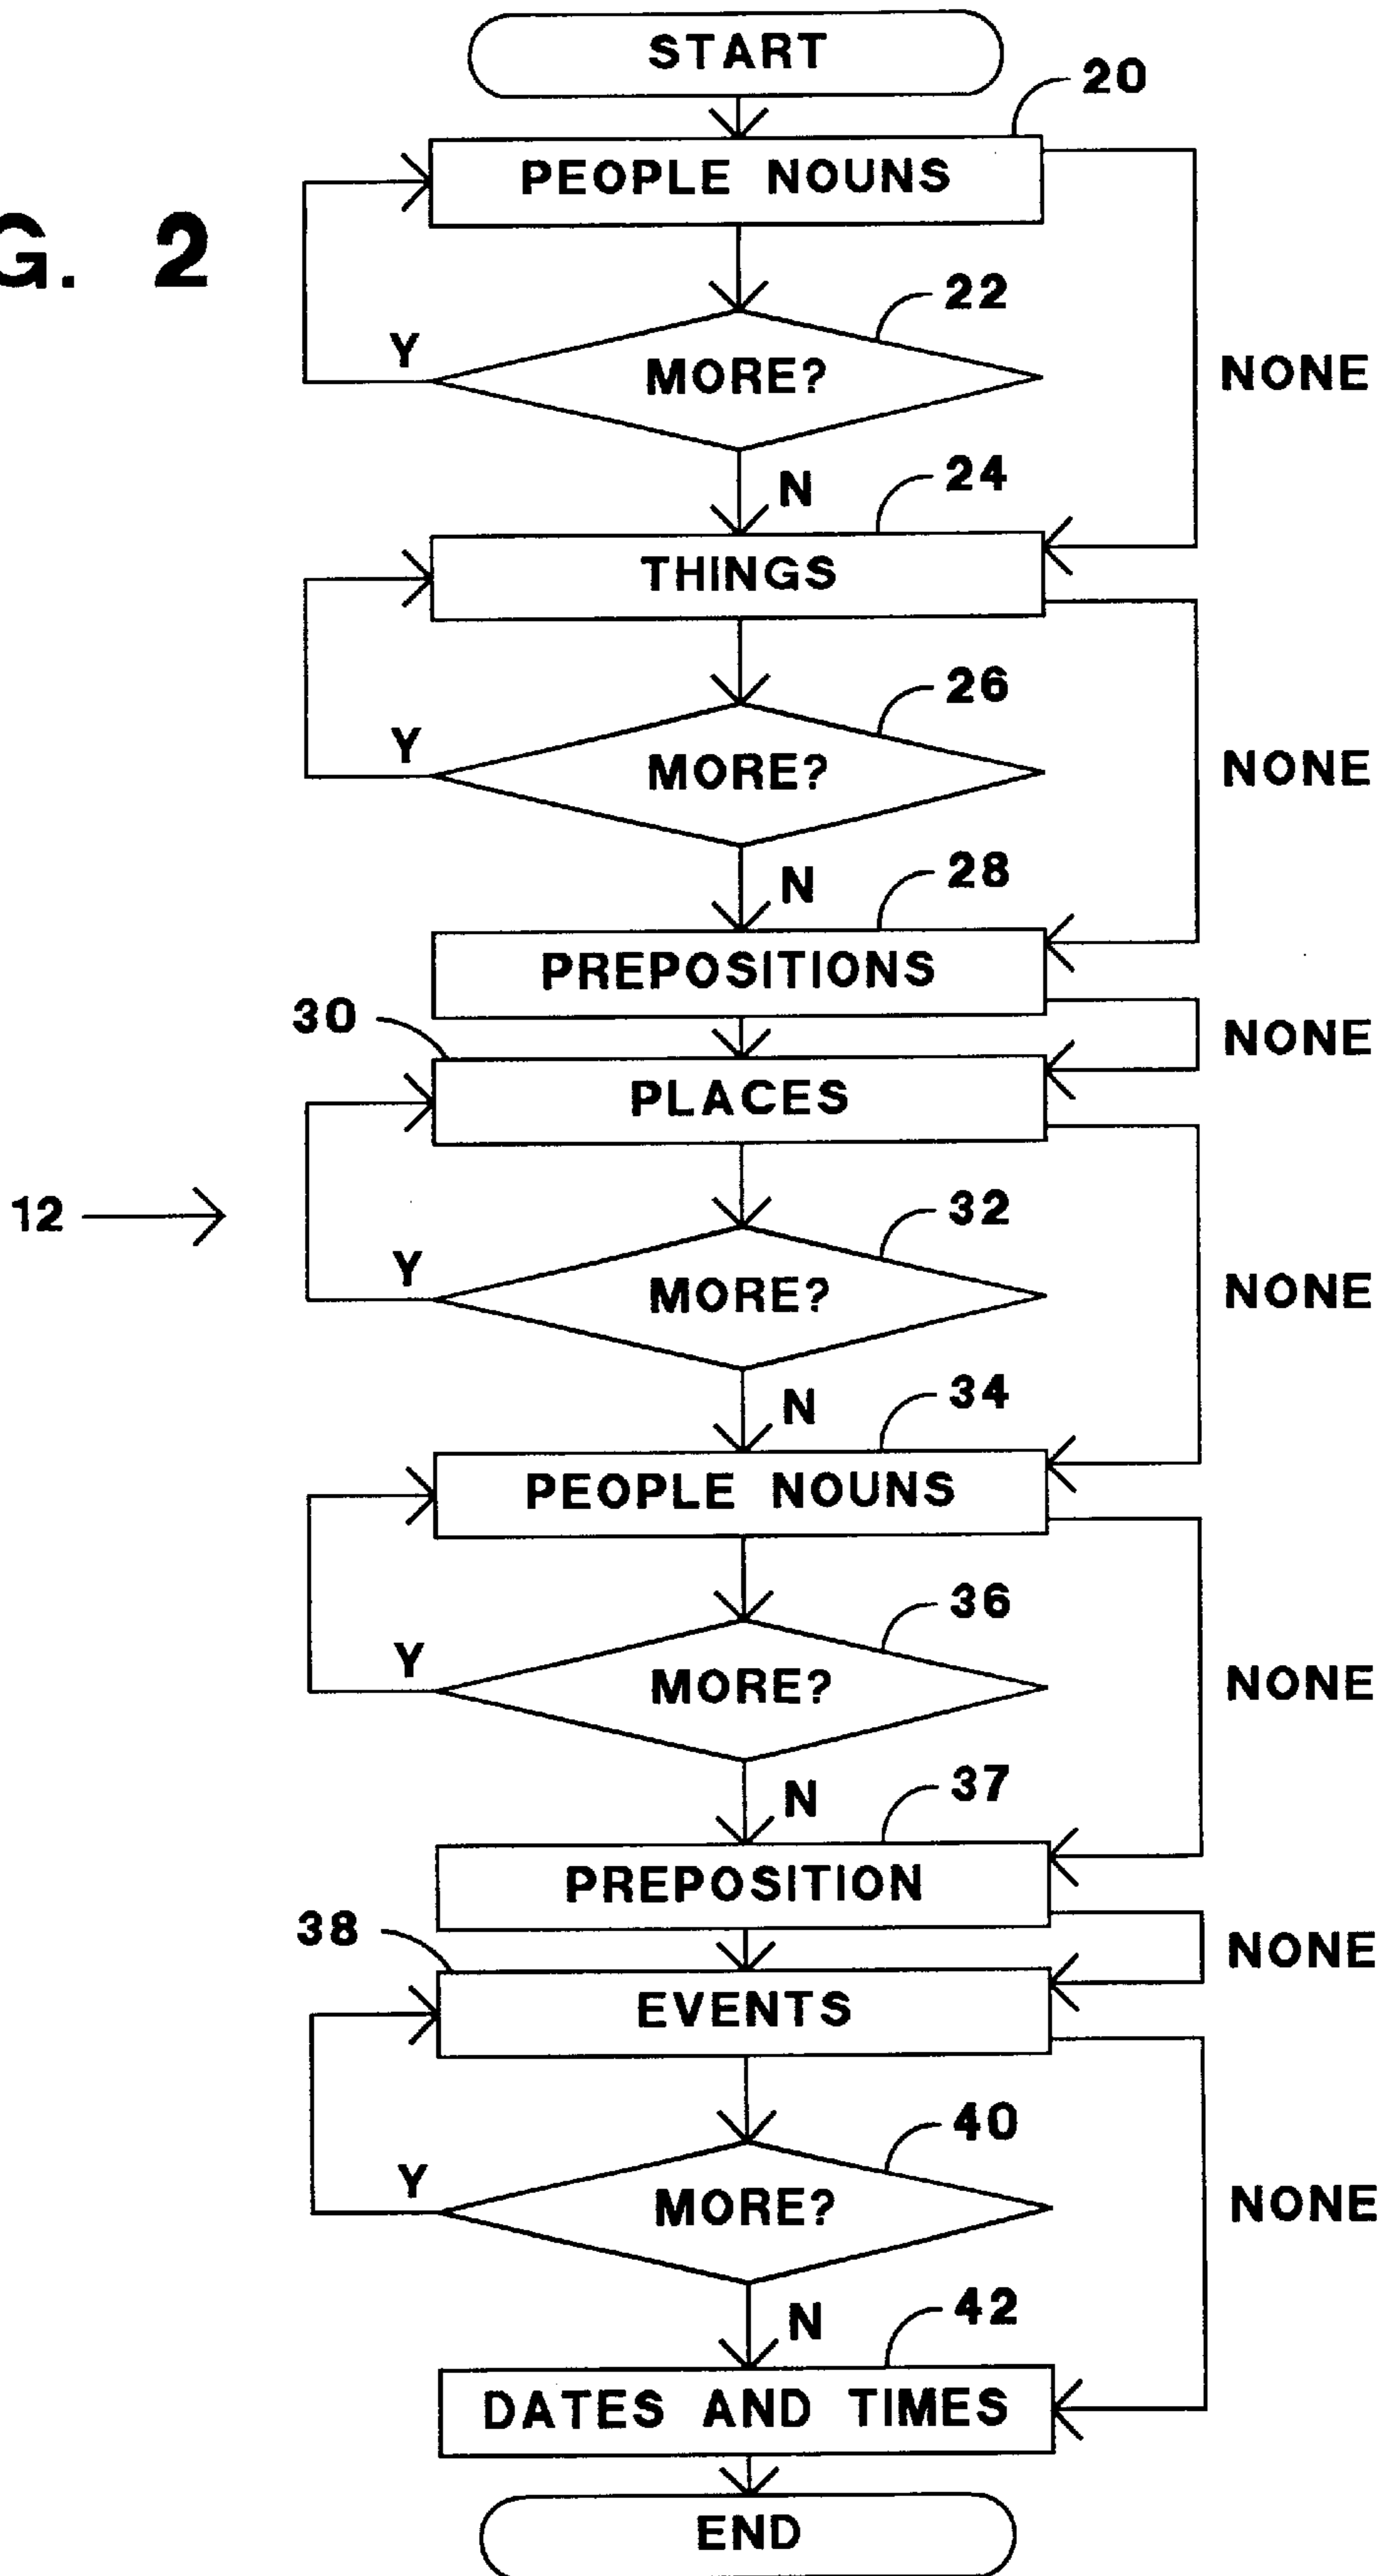 START
20
PEOPLE NOUNS
G. 2
22
Y
MORE?
NONE
N
24
THINGS
26
Y
MORE?
NONE
N
28
PREPOSITIONS
30
NONE
PLACES
12
32
Y
MORE?
NONE
N
34
PEOPLE NOUNS
36
Y
MORE?
NONE
N
37
PREPOSITION
38
NONE
EVENTS
40
Y
MORE?
NONE
N
42
DATES AND TIMES
END